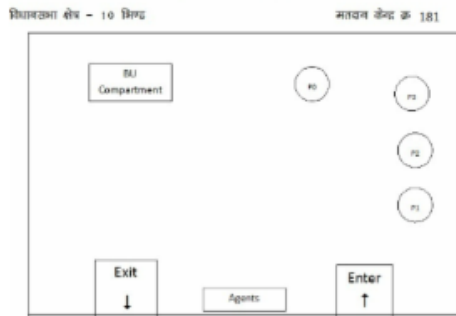 विधानसभा क्षेत्र - 10 भिण्ड
मतदान केन्द्र क्र 181
BU
Compartment
P0
P3
P2
P1
Exit
↓
Agents
Enter
↑